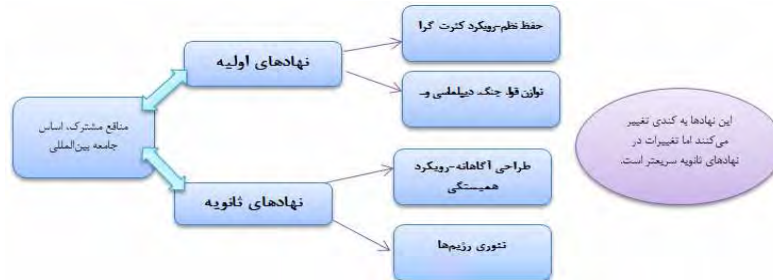 حفظ نظم-رویکرد کثرت گرا
نهادهای اولیه
توازن قوا، جنگ، دیپلماسی و..
منافع مشترک، اساس
جامعه بین‌المللی
این نهادها به کندی تغییر
می‌کنند اما تغییرات در
نهادهای ثانویه سریعتر است.
طراحی آگاهانه-رویکرد
همبستگی
نهادهای ثانویه
تئوری رژیم‌ها